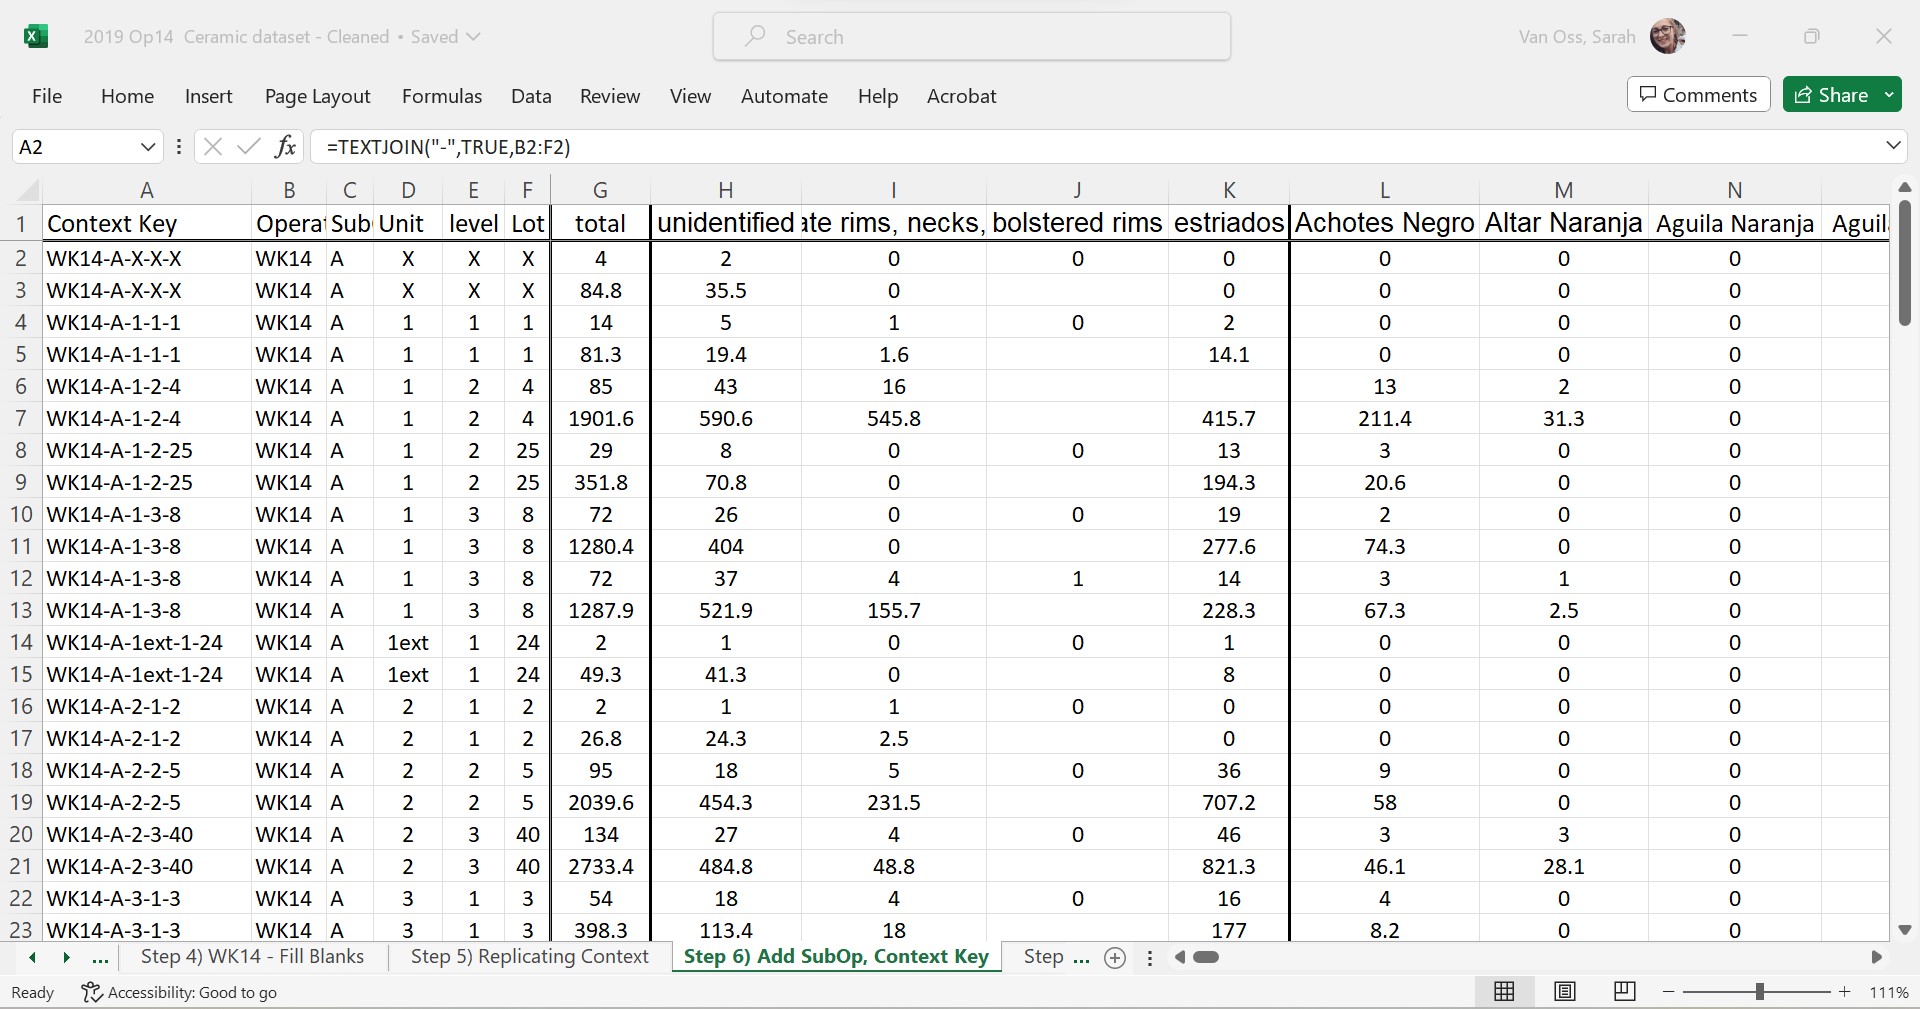 2019 Op14 Ceramic dataset - Cleaned • Saved
Search
Van Oss, Sarah
File Home Insert Page Layout Formulas Data Review View Automate Help Acrobat
Comments Share
A2 fx =TEXTJOIN("-",TRUE,B2:F2)
A B C D E F G H I J K L M N
1 Context Key Operat Sub Unit level Lot total unidentified ate rims, necks, bolstered rims estriados Achotes Negro Altar Naranja Aguila Naranja Aguil
2 WK14-A-X-X-X WK14 A X X X 4 2 0 0 0 0 0 0
3 WK14-A-X-X-X WK14 A X X X 84.8 35.5 0 0 0 0 0
4 WK14-A-1-1-1 WK14 A 1 1 1 14 5 1 0 2 0 0 0
5 WK14-A-1-1-1 WK14 A 1 1 1 81.3 19.4 1.6 14.1 0 0 0
6 WK14-A-1-2-4 WK14 A 1 2 4 85 43 16 13 2 0
7 WK14-A-1-2-4 WK14 A 1 2 4 1901.6 590.6 545.8 415.7 211.4 31.3 0
8 WK14-A-1-2-25 WK14 A 1 2 25 29 8 0 0 13 3 0 0
9 WK14-A-1-2-25 WK14 A 1 2 25 351.8 70.8 0 194.3 20.6 0 0
10 WK14-A-1-3-8 WK14 A 1 3 8 72 26 0 0 19 2 0 0
11 WK14-A-1-3-8 WK14 A 1 3 8 1280.4 404 0 277.6 74.3 0 0
12 WK14-A-1-3-8 WK14 A 1 3 8 72 37 4 1 14 3 1 0
13 WK14-A-1-3-8 WK14 A 1 3 8 1287.9 521.9 155.7 228.3 67.3 2.5 0
14 WK14-A-1ext-1-24 WK14 A 1ext 1 24 2 1 0 0 1 0 0 0
15 WK14-A-1ext-1-24 WK14 A 1ext 1 24 49.3 41.3 0 8 0 0 0
16 WK14-A-2-1-2 WK14 A 2 1 2 2 1 1 0 0 0 0 0
17 WK14-A-2-1-2 WK14 A 2 1 2 26.8 24.3 2.5 0 0 0 0
18 WK14-A-2-2-5 WK14 A 2 2 5 95 18 5 0 36 9 0 0
19 WK14-A-2-2-5 WK14 A 2 2 5 2039.6 454.3 231.5 707.2 58 0 0
20 WK14-A-2-3-40 WK14 A 2 3 40 134 27 4 0 46 3 3 0
21 WK14-A-2-3-40 WK14 A 2 3 40 2733.4 484.8 48.8 821.3 46.1 28.1 0
22 WK14-A-3-1-3 WK14 A 3 1 3 54 18 4 0 16 4 0 0
23 WK14-A-3-1-3 WK14 A 3 1 3 398.3 113.4 18 177 8.2 0 0
... Step 4) WK14 - Fill Blanks Step 5) Replicating Context Step 6) Add SubOp, Context Key Step ...
Ready Accessibility: Good to go 111%